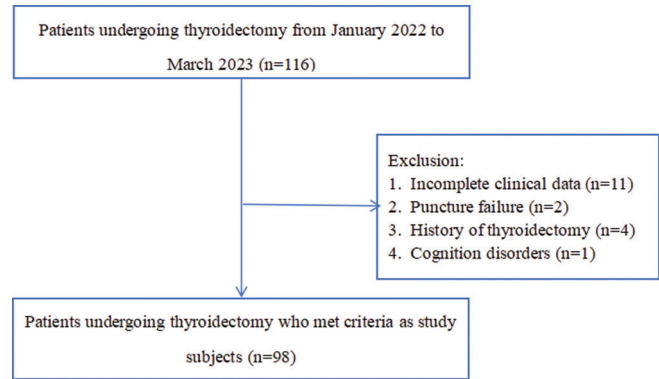 Patients undergoing thyroidectomy from January 2022 to
March 2023 (n=116)
Exclusion:
1. Incomplete clinical data (n=11)
2. Puncture failure (n=2)
3. History of thyroidectomy (n=4)
4. Cognition disorders (n=1)
Patients undergoing thyroidectomy who met criteria as study
subjects (n=98)